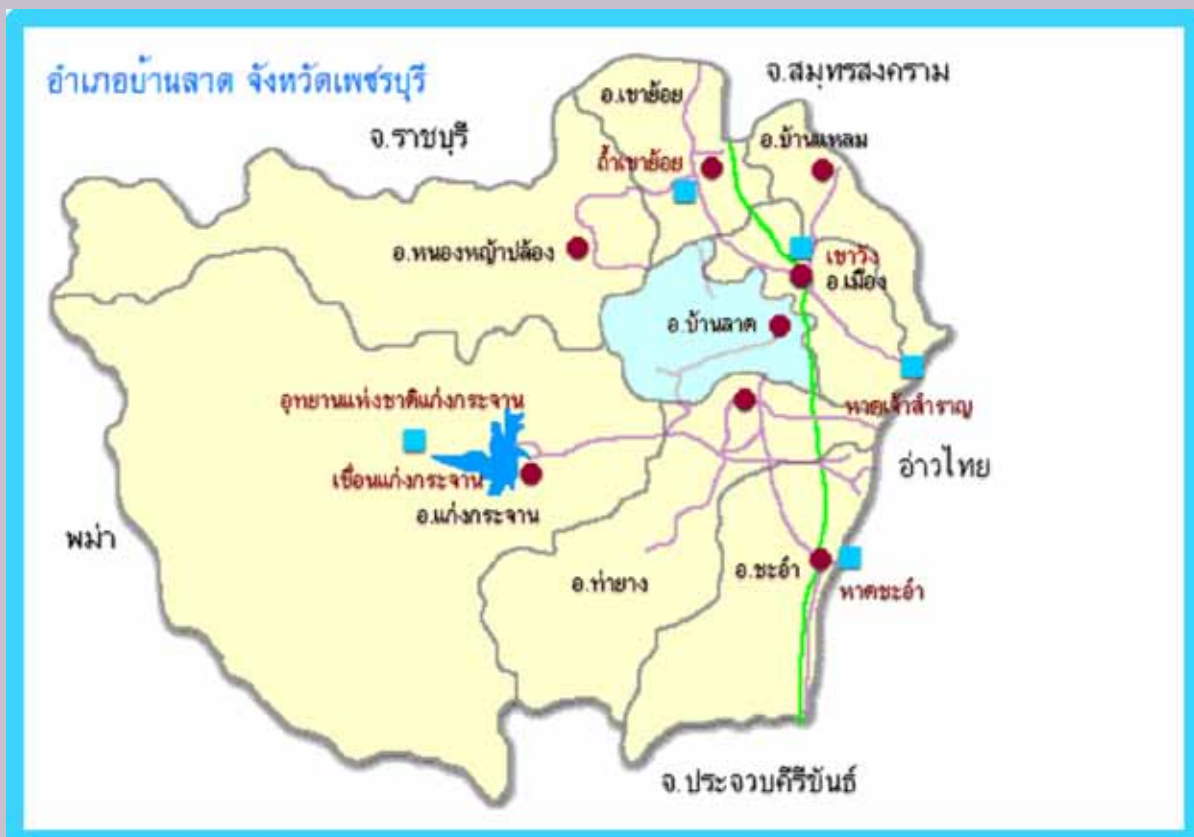 อำเภอบ้านลาด จังหวัดเพชรบุรี
จ.สมุทรสงคราม
อ.เขาย้อย
จ.ราชบุรี
อ.บ้านแหลม
ถ้ำเขาย้อย
อ.หนองหญ้าปล้อง
เขาวัง
อ.เมือง
อ.บ้านลาด
อุทยานแห่งชาติแก่งกระจาน
หาดเจ้าสำราญ
อ่าวไทย
เขื่อนแก่งกระจาน
อ.แก่งกระจาน
พม่า
อ.ท่ายาง
อ.ชะอำ
หาดชะอำ
จ.ประจวบคีรีขันธ์